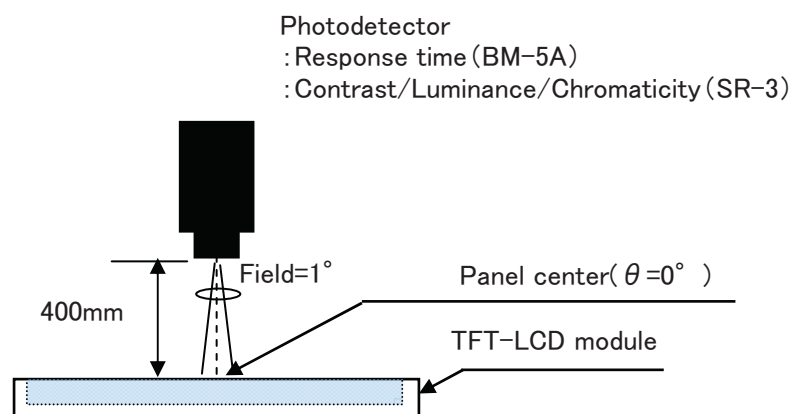 Photodetector
:Response time(BM-5A)
:Contrast/Luminance/Chromaticity(SR-3)
Field=1°
Panel center(θ=0° )
400mm
TFT-LCD module